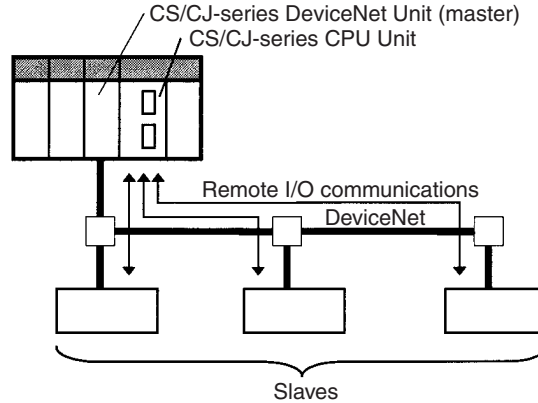 CS/CJ-series DeviceNet Unit (master)
CS/CJ-series CPU Unit
Remote I/O communications
DeviceNet
Slaves